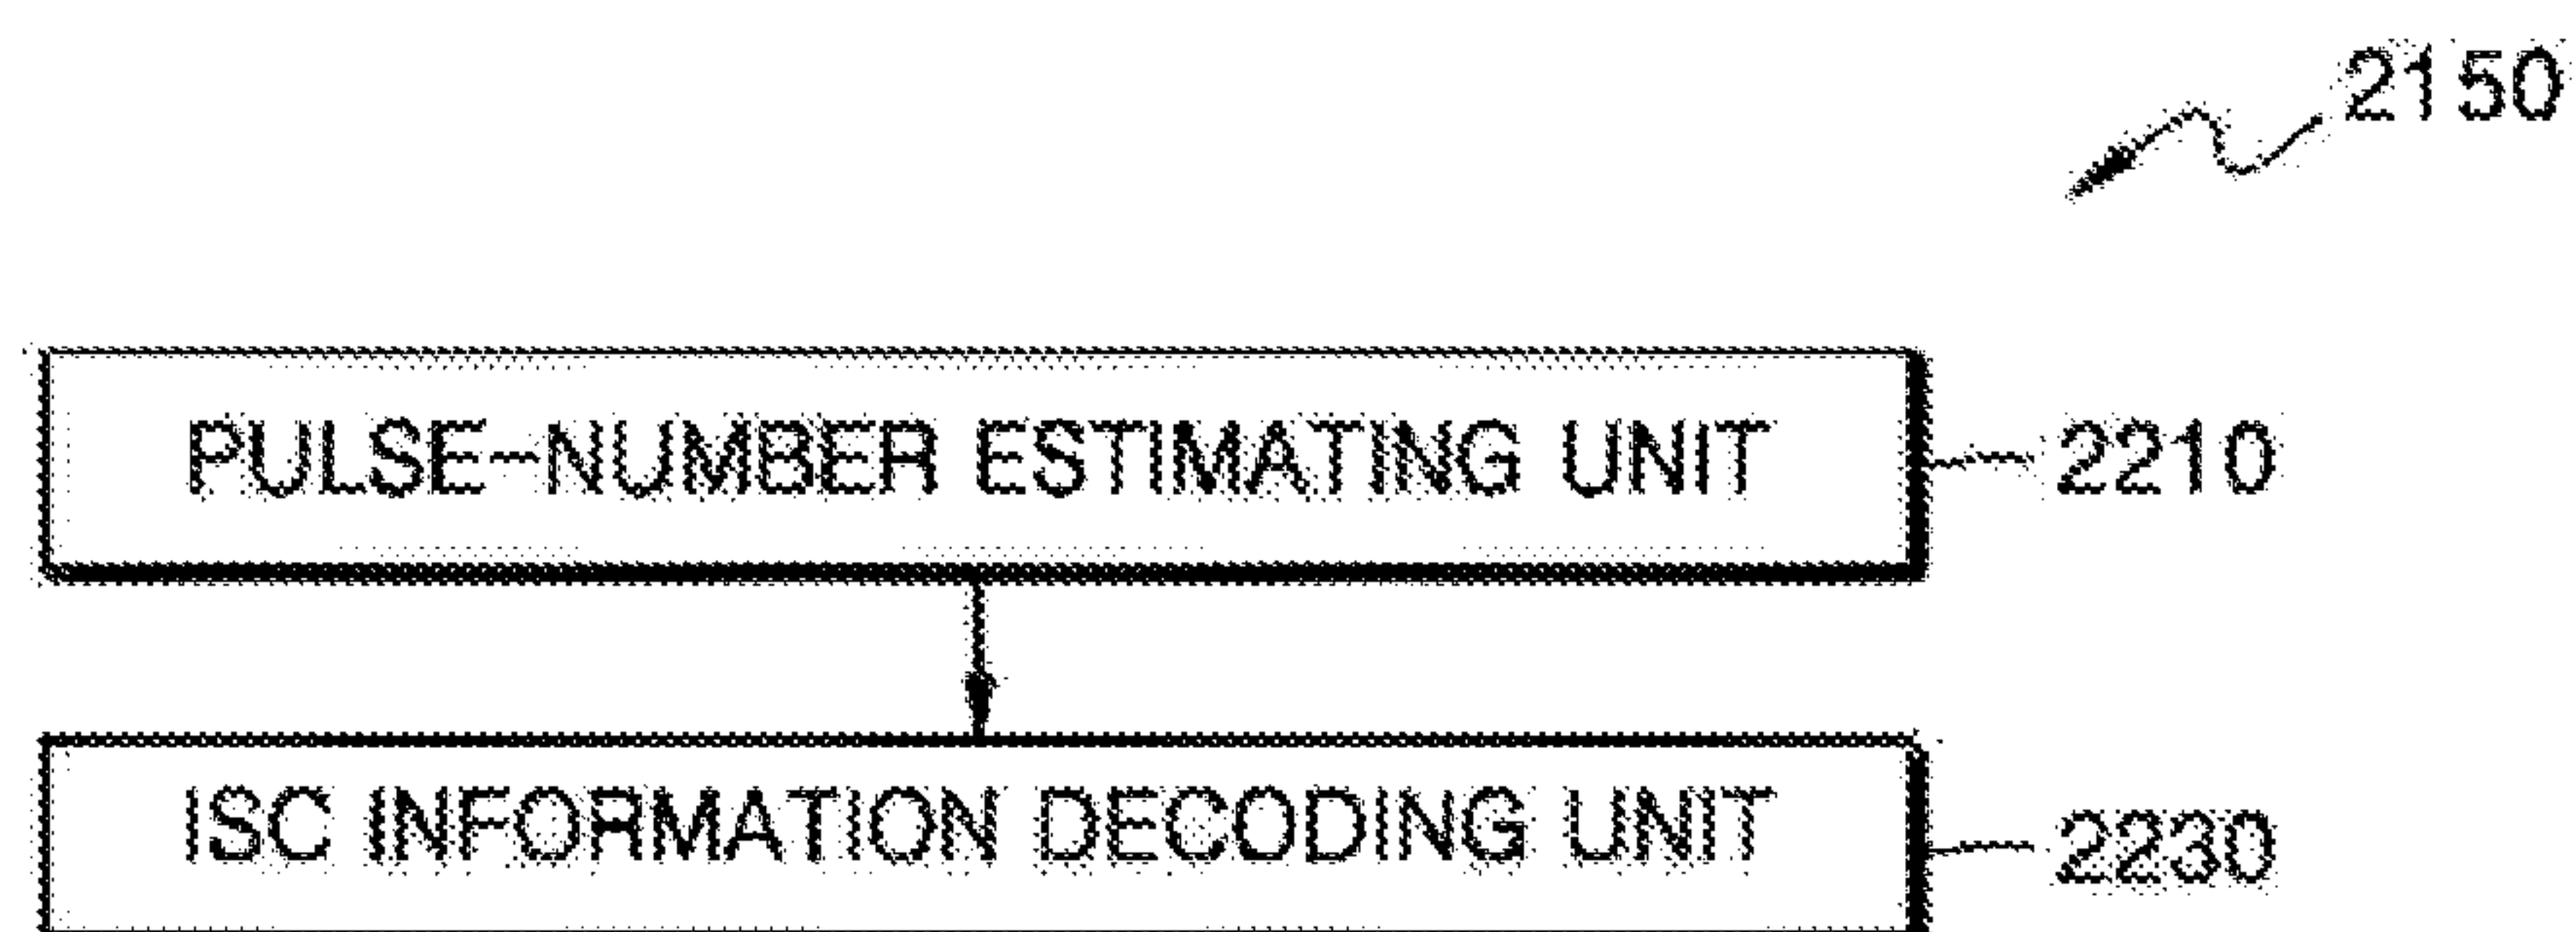 2150
PULSE-NUMBER ESTIMATING UNIT
2210
ISC INFORMATION DECODING UNIT
2230